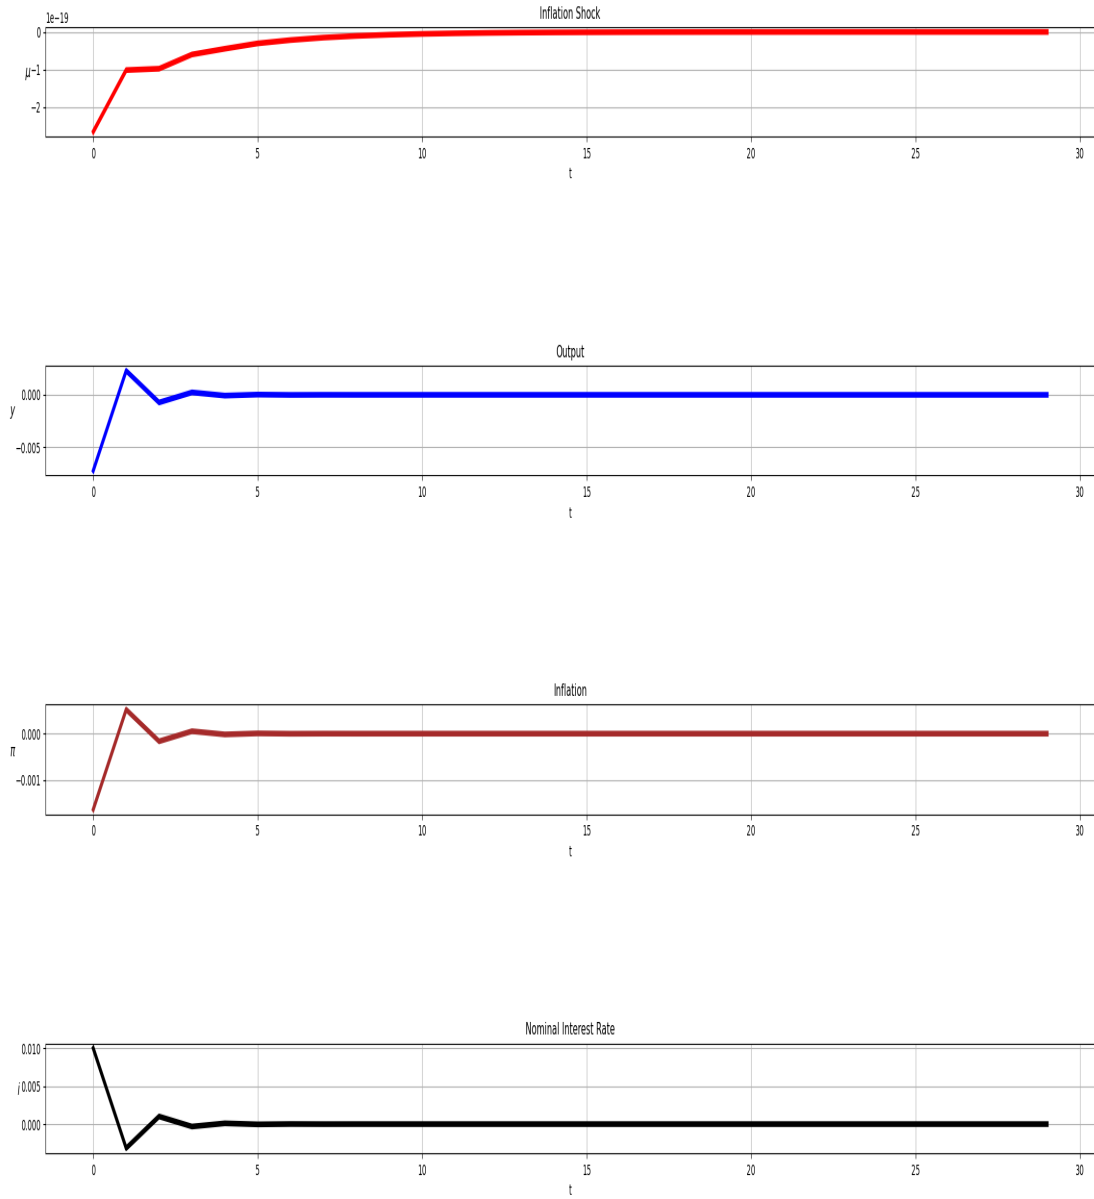 Inflation Shock
1e−19
0
μ −1
−2
0 5 10 15 20 25 30
t
Output
0.000
y
−0.005
0 5 10 15 20 25 30
t
Inflation
0.000
π
−0.001
0 5 10 15 20 25 30
t
Nominal Interest Rate
0.010
i 0.005
0.000
0 5 10 15 20 25 30
t